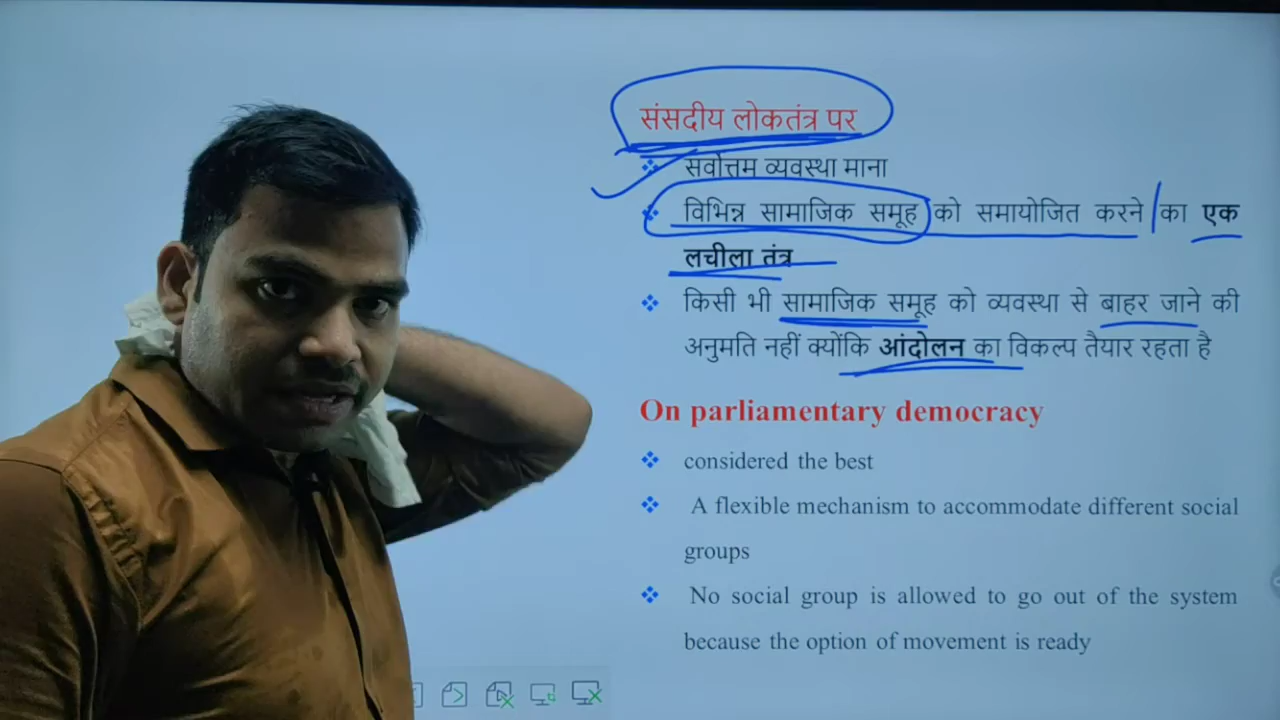 संसदीय लोकतंत्र पर
सर्वोत्तम व्यवस्था माना
विभिन्न सामाजिक समूह को समायोजित करने का एक
लचीला तंत्र
किसी भी सामाजिक समूह को व्यवस्था से बाहर जाने की
अनुमति नहीं क्योंकि आंदोलन का विकल्प तैयार रहता है
On parliamentary democracy
considered the best
A flexible mechanism to accommodate different social
groups
No social group is allowed to go out of the system
because the option of movement is ready